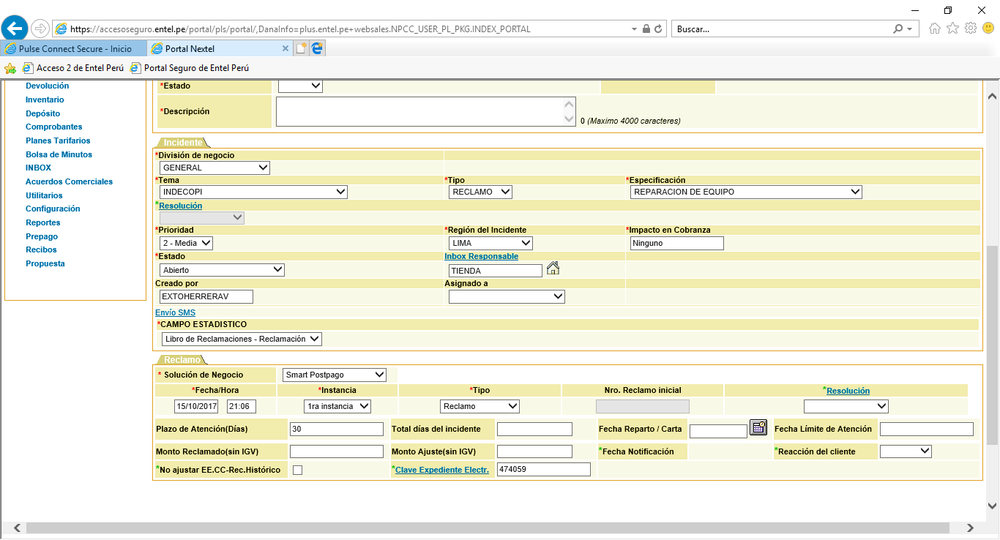 https://accesoseguro.entel.pe/portal/pls/portal/,DanaInfo=plus.entel.pe+websales.NPCC_USER_PL_PKG.INDEX_PORTAL
Buscar...
Pulse Connect Secure - Inicio
Portal Nextel
Acceso 2 de Entel Perú
Portal Seguro de Entel Perú
Devolución
Inventario
Depósito
Comprobantes
Planes Tarifarios
Bolsa de Minutos
INBOX
Acuerdos Comerciales
Utilitarios
Configuración
Reportes
Prepago
Recibos
Propuesta
*Estado
*Descripción
0 (Maximo 4000 caracteres)
Incidente
*División de negocio
GENERAL
*Tema *Tipo *Especificación
INDECOPI RECLAMO REPARACION DE EQUIPO
*Resolución
*Prioridad *Región del Incidente *Impacto en Cobranza
2 - Media LIMA Ninguno
*Estado Inbox Responsable
Abierto TIENDA
Creado por Asignado a
EXTOHERRERAV
Envío SMS
*CAMPO ESTADISTICO
Libro de Reclamaciones - Reclamación
Reclamo
* Solución de Negocio Smart Postpago
*Fecha/Hora *Instancia *Tipo Nro. Reclamo inicial *Resolución
15/10/2017 21:06 1ra instancia Reclamo
Plazo de Atención(Días) 30 Total días del incidente Fecha Reparto / Carta Fecha Límite de Atención
Monto Reclamado(sin IGV) Monto Ajuste(sin IGV) *Fecha Notificación *Reacción del cliente
*No ajustar EE.CC-Rec.Histórico *Clave Expediente Electr. 474059